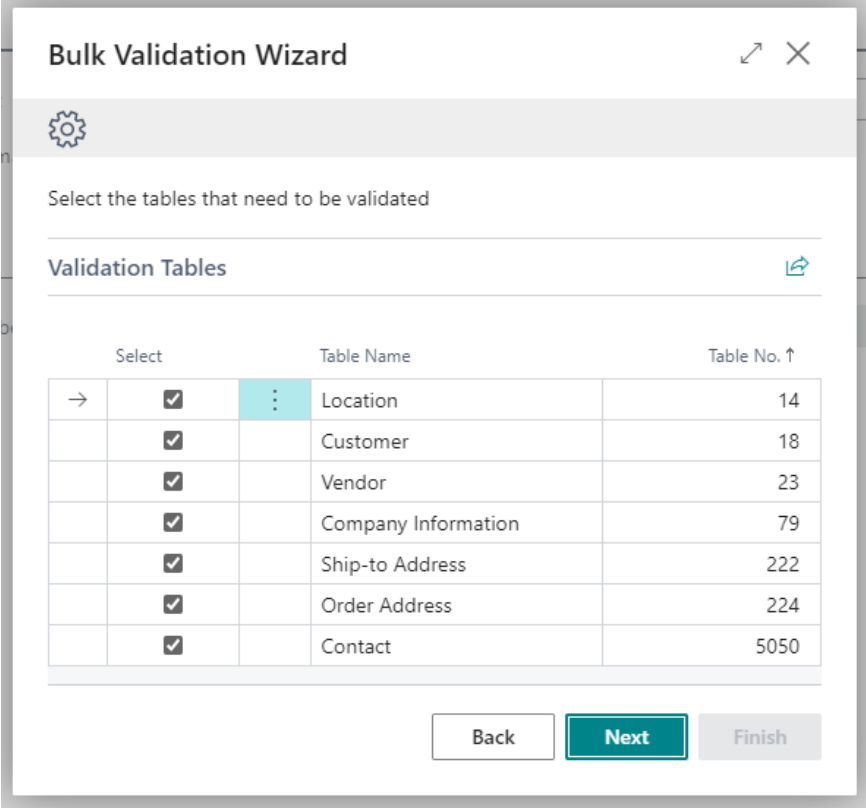 Bulk Validation Wizard
Select the tables that need to be validated
Validation Tables
Select Table Name Table No. ↑
Location 14
Customer 18
Vendor 23
Company Information 79
Ship-to Address 222
Order Address 224
Contact 5050
Back Next Finish